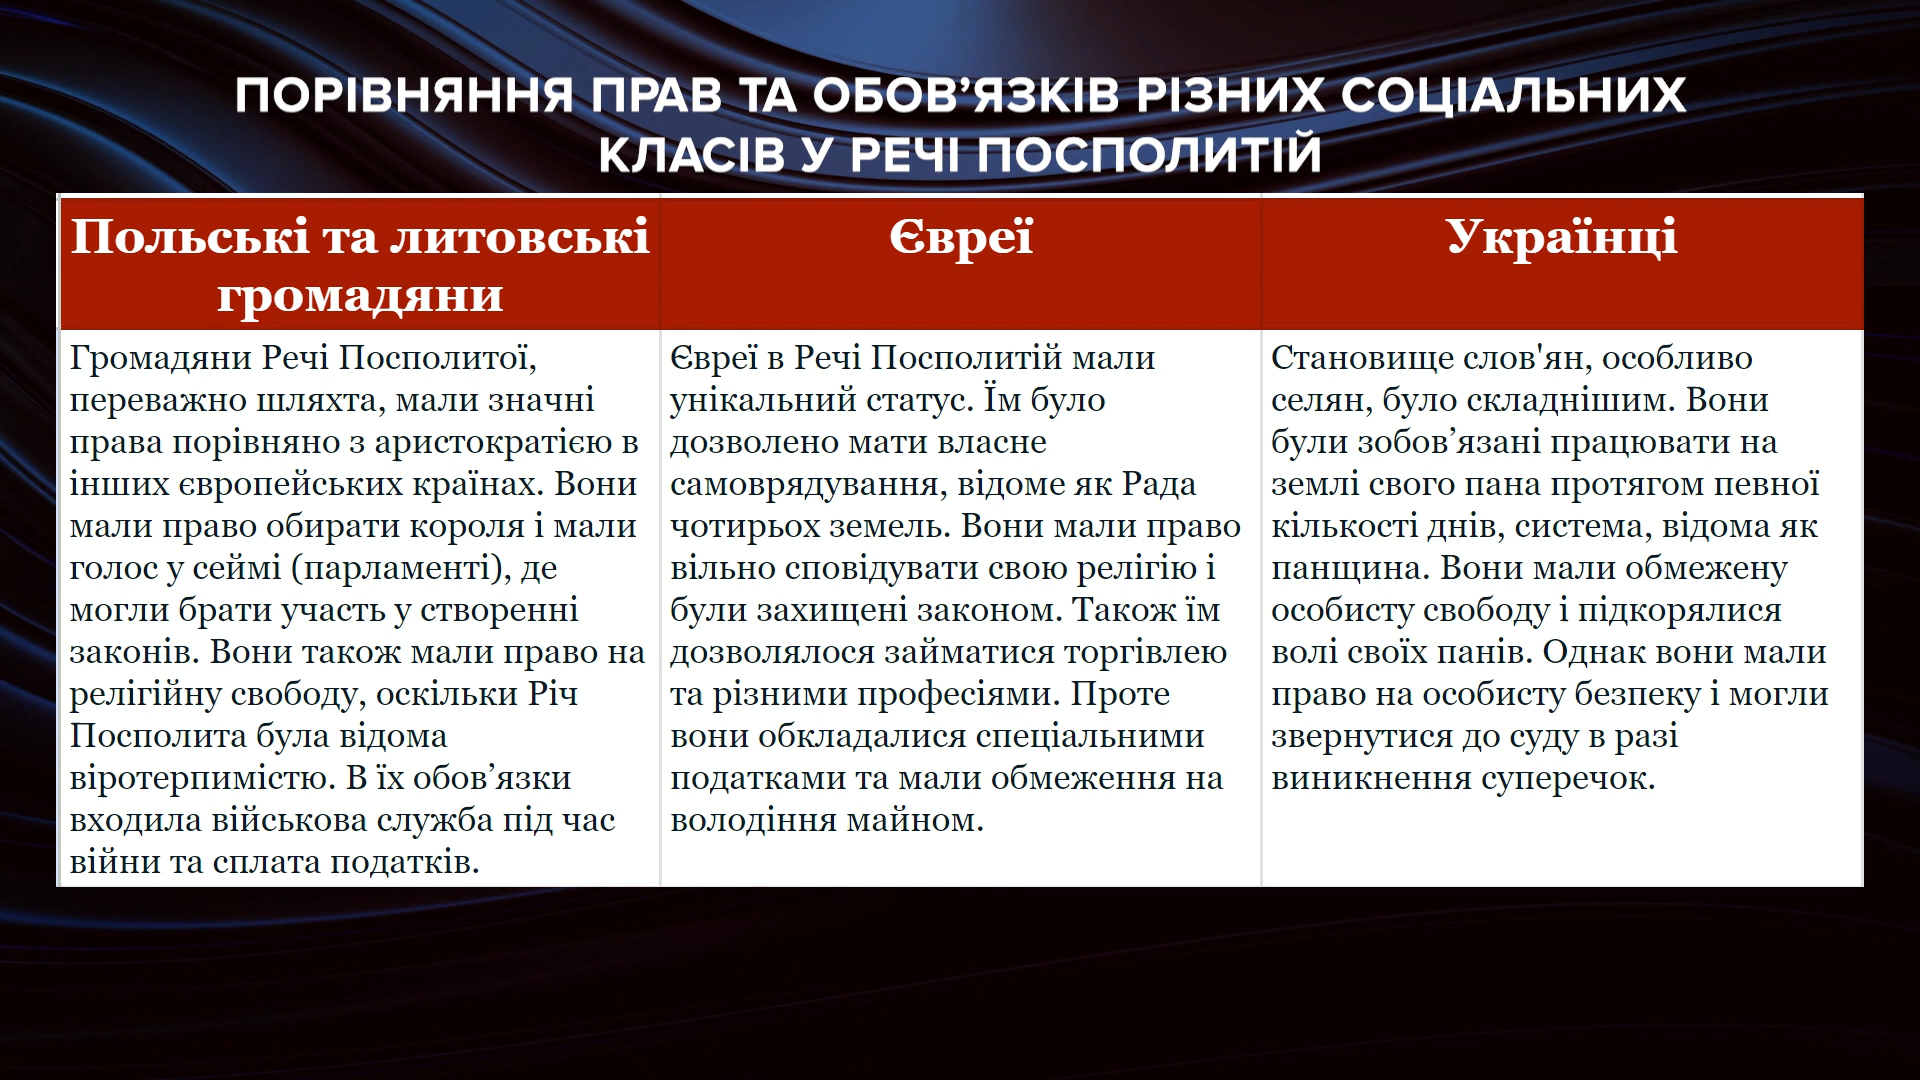 ПОРІВНЯННЯ ПРАВ ТА ОБОВ’ЯЗКІВ РІЗНИХ СОЦІАЛЬНИХ
КЛАСІВ У РЕЧІ ПОСПОЛИТІЙ
Польські та литовські
громадяни
Громадяни Речі Посполитої,
переважно шляхта, мали значні
права порівняно з аристократією в
інших європейських країнах. Вони
мали право обирати короля і мали
голос у сеймі (парламенті), де
могли брати участь у створенні
законів. Вони також мали право на
релігійну свободу, оскільки Річ
Посполита була відома
віротерпимістю. В їх обов’язки
входила військова служба під час
війни та сплата податків.
Євреї
Євреї в Речі Посполитій мали
унікальний статус. Їм було
дозволено мати власне
самоврядування, відоме як Рада
чотирьох земель. Вони мали право
вільно сповідувати свою релігію і
були захищені законом. Також їм
дозволялося займатися торгівлею
та різними професіями. Проте
вони обкладалися спеціальними
податками та мали обмеження на
володіння майном.
Українці
Становище слов'ян, особливо
селян, було складнішим. Вони
були зобов’язані працювати на
землі свого пана протягом певної
кількості днів, система, відома як
панщина. Вони мали обмежену
особисту свободу і підкорялися
волі своїх панів. Однак вони мали
право на особисту безпеку і могли
звернутися до суду в разі
виникнення суперечок.